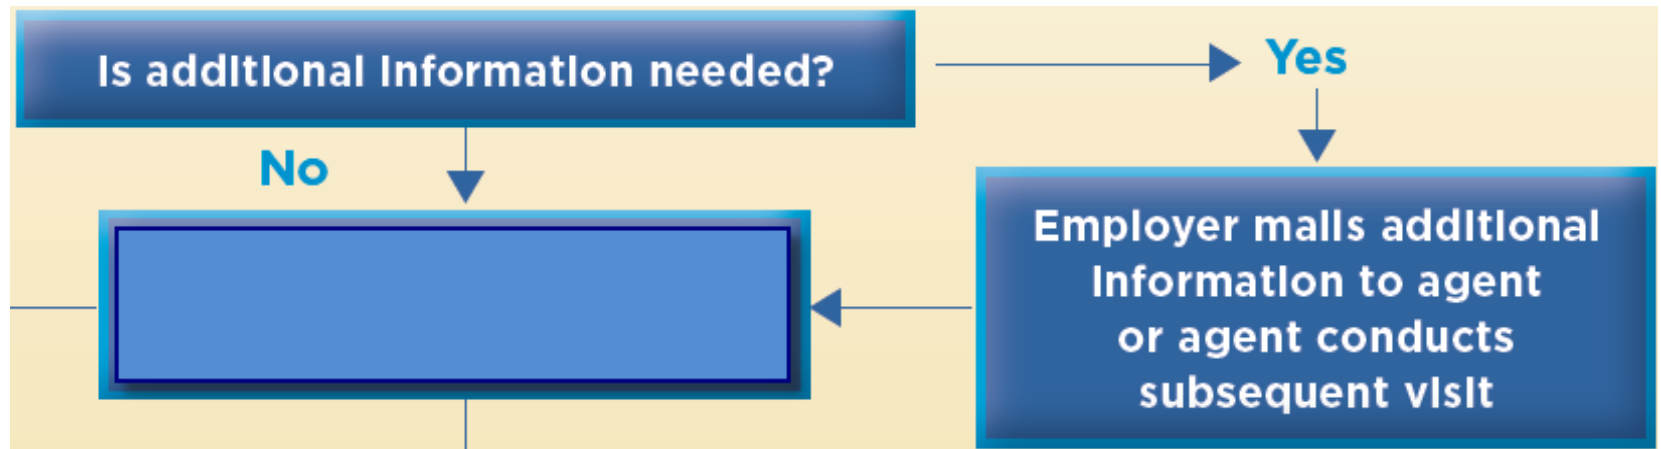 Is additional information needed?
Yes
No
Employer mails additional
information to agent
or agent conducts
subsequent visit